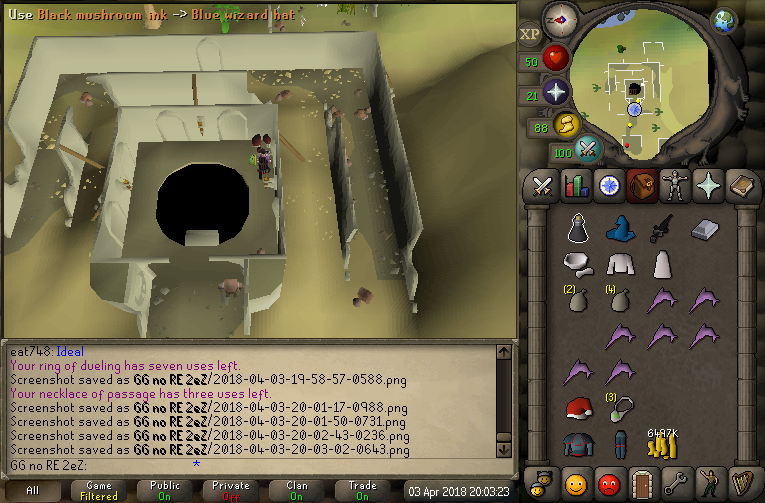 Use Black mushroom ink -> Blue wizard hat
XP
50
21
88
100
(2)
(4)
(3)
6497K
eat748: Ideal
Your ring of dueling has seven uses left.
Screenshot saved as GG no RE 2eZ/2018-04-03-19-58-57-0588.png
Your necklace of passage has three uses left.
Screenshot saved as GG no RE 2eZ/2018-04-03-20-01-17-0988.png
Screenshot saved as GG no RE 2eZ/2018-04-03-20-01-50-0731.png
Screenshot saved as GG no RE 2eZ/2018-04-03-20-02-43-0236.png
Screenshot saved as GG no RE 2eZ/2018-04-03-20-03-02-0643.png
GG no RE 2eZ: *
All
Game
Filtered
Public
On
Private
Off
Clan
On
Trade
On
03 Apr 2018 20:03:23